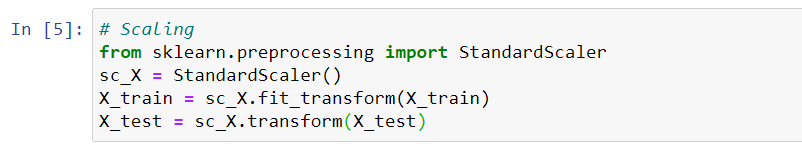 In [5]:
# Scaling
from sklearn.preprocessing import StandardScaler
sc_X = StandardScaler()
X_train = sc_X.fit_transform(X_train)
X_test = sc_X.transform(X_test)